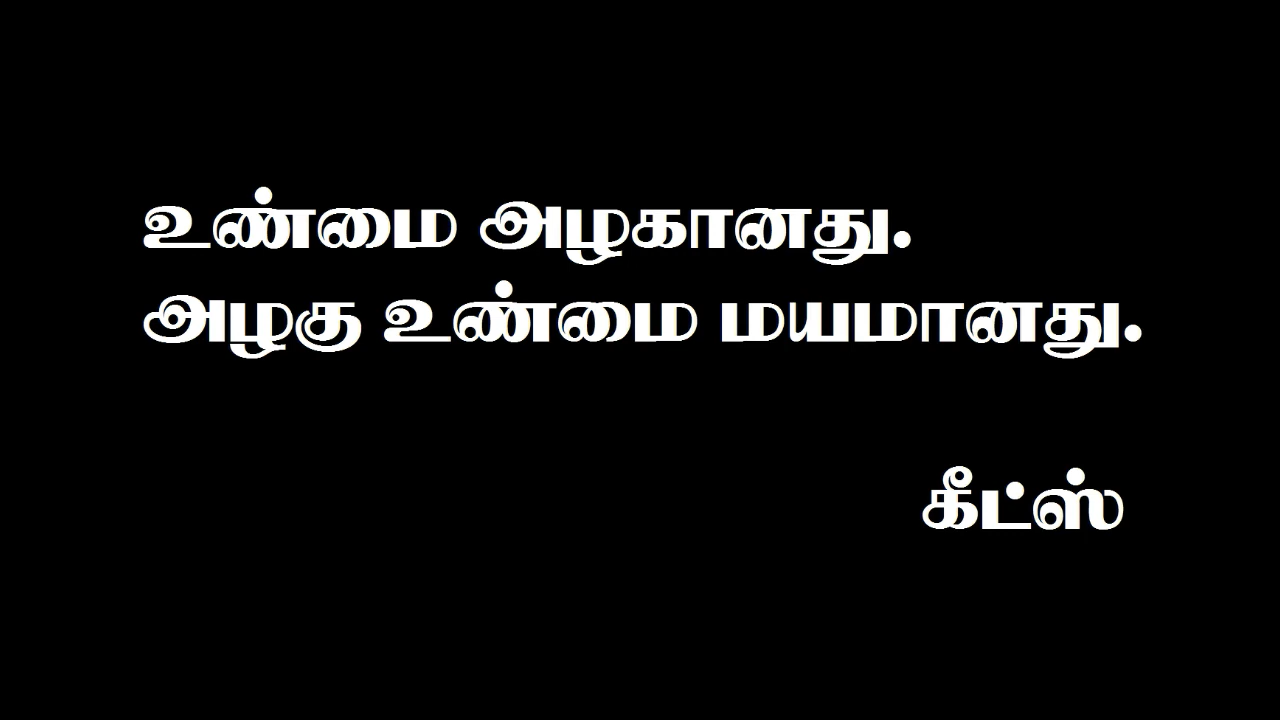 உண்மை அழகானது.
அழகு உண்மை மயமானது.
கீட்ஸ்